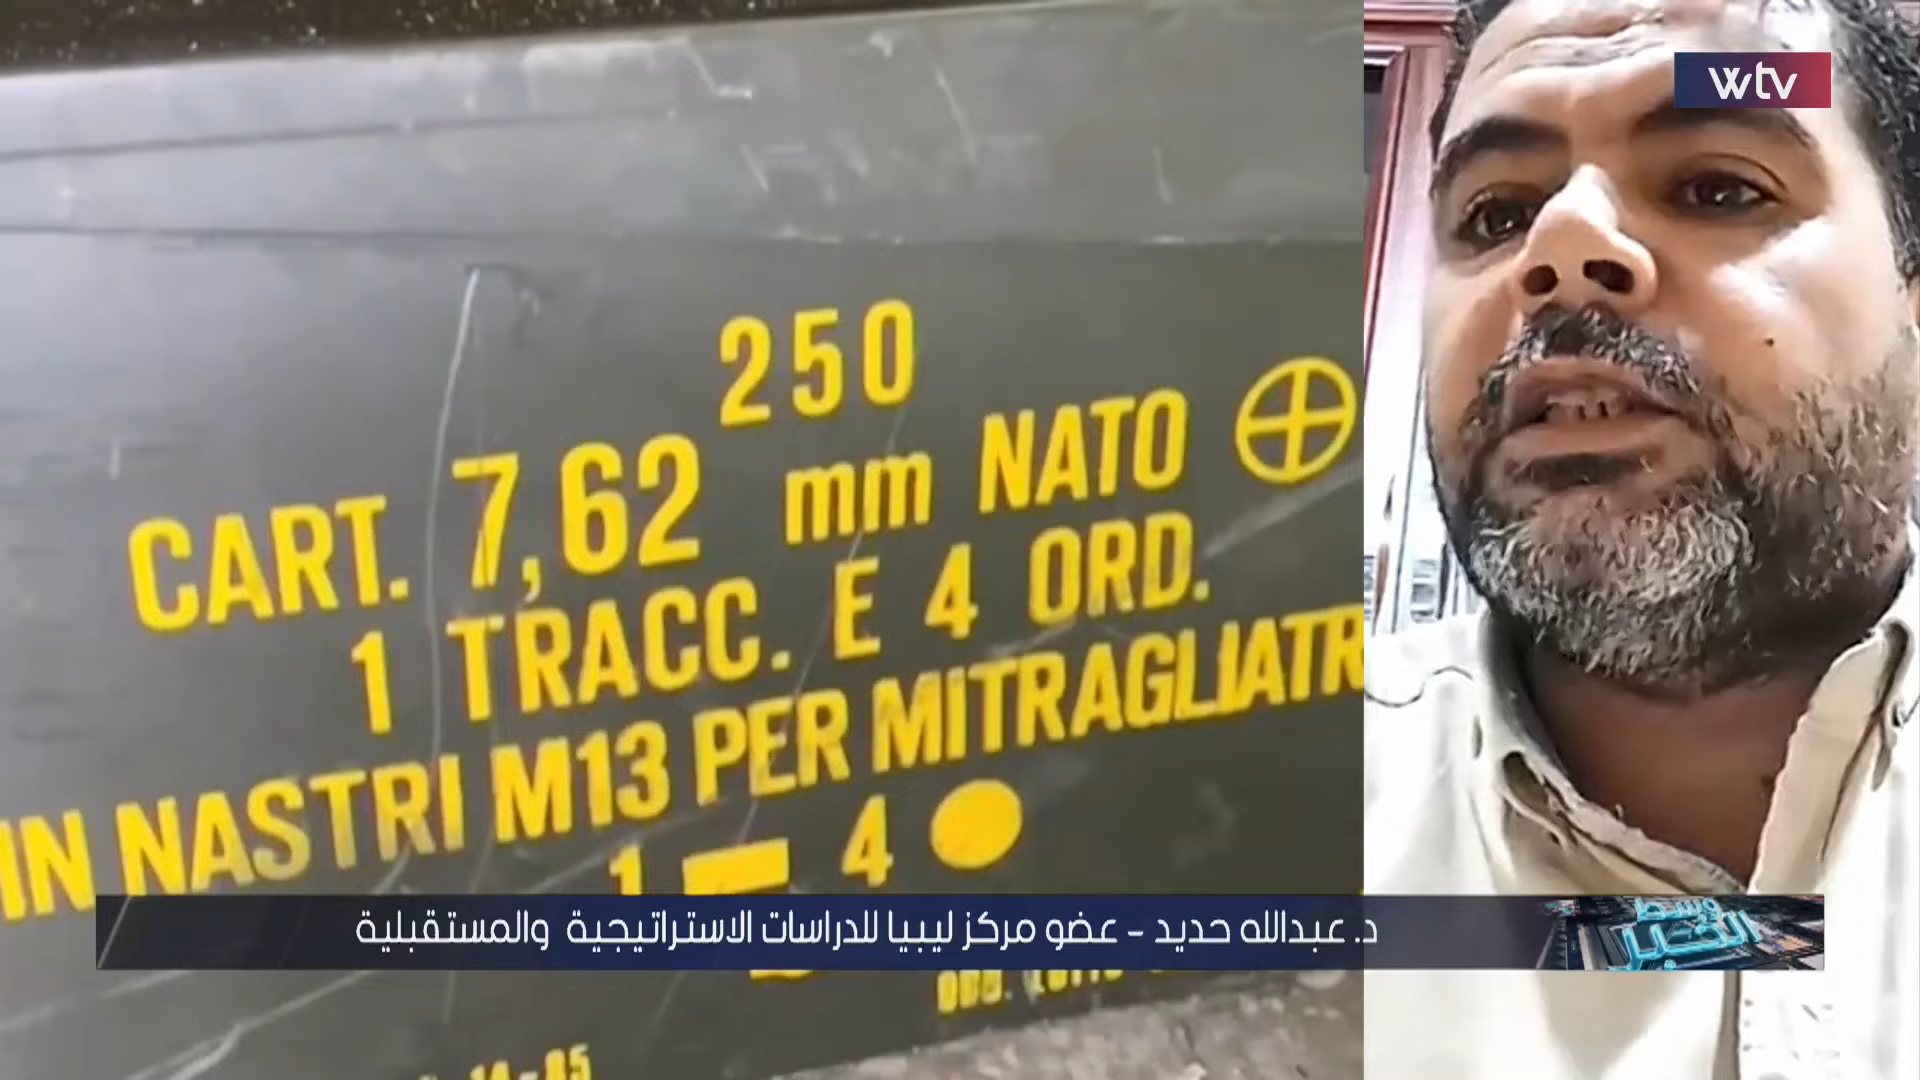 wtv
250
CART. 7,62 mm NATO
1 TRACC. E 4 ORD.
IN NASTRI M13 PER MITRAGLIATR
1 4
د. عبدالله حديد - عضو مركز ليبيا للدراسات الاستراتيجية والمستقبلية
وسط
الخبر